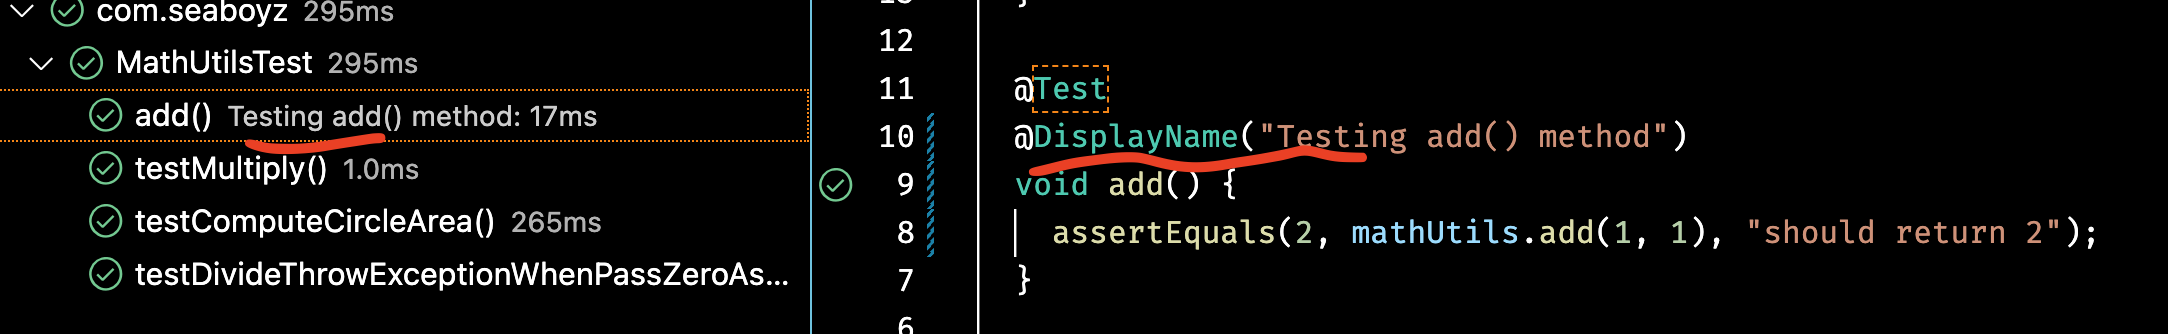 com.seaboyz 295ms
MathUtilsTest 295ms
add() Testing add() method: 17ms
testMultiply() 1.0ms
testComputeCircleArea() 265ms
testDivideThrowExceptionWhenPassZeroAs...
12
11 @Test
10 @DisplayName("Testing add() method")
9 void add() {
8 assertEquals(2, mathUtils.add(1, 1), "should return 2");
7 }
6